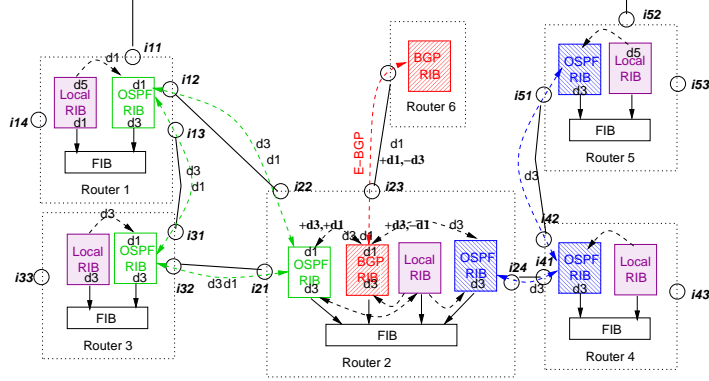 i11
d1
i12
d5
d1
Local
RIB
OSPF
RIB
d1
d3
i14
i13
FIB
Router 1
d3
d1
d3
d1
i22
d3
i31
d1
Local
RIB
OSPF
RIB
d3
d3
i33
i32
FIB
Router 3
d3 d1
i21
BGP
RIB
Router 6
d1
+d1,−d3
E−BGP
i23
+d3,+d1
+d3,−d1
d3
d3
d1
d1
d1
OSPF
RIB
BGP
RIB
Local
RIB
OSPF
RIB
d3
d3
d3
FIB
Router 2
i24
i52
d5
OSPF
RIB
Local
RIB
d3
i51
i53
FIB
Router 5
d3
i42
i41
d3
OSPF
RIB
Local
RIB
d3
i43
FIB
Router 4